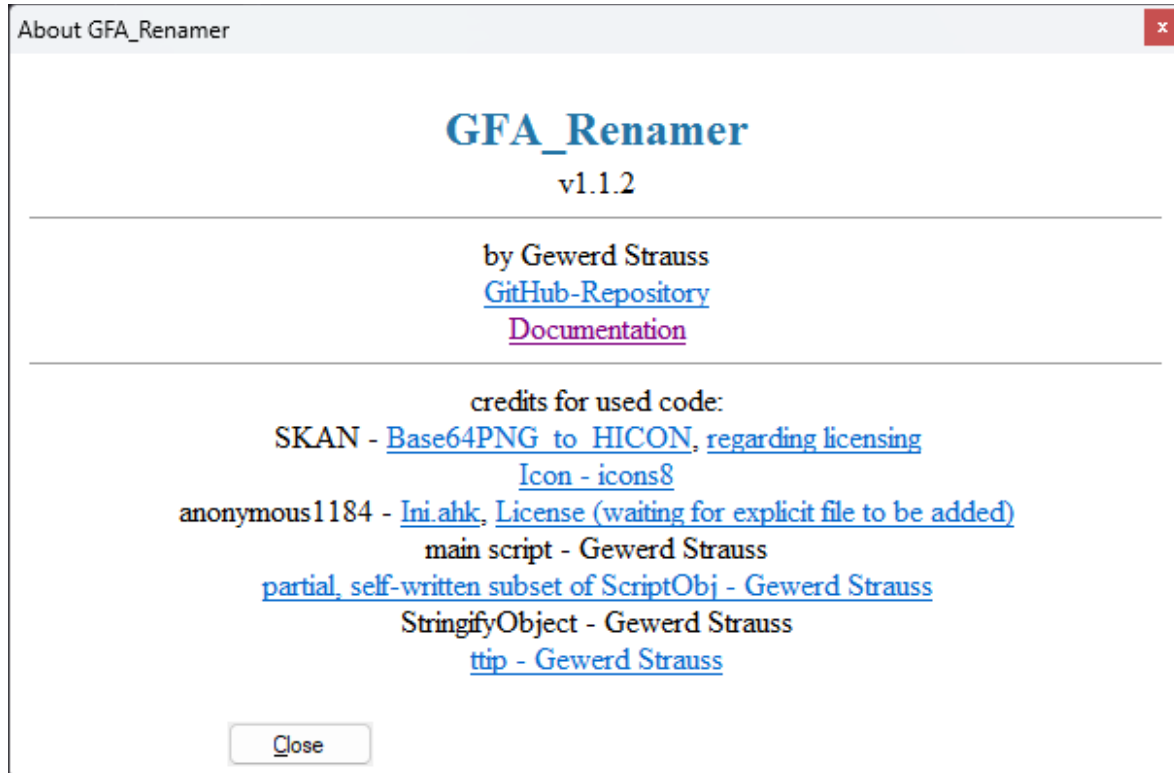 About GFA_Renamer
x
GFA_Renamer
v1.1.2
by Gewerd Strauss
GitHub-Repository
Documentation
credits for used code:
SKAN - Base64PNG_to_HICON, regarding licensing
Icon - icons8
anonymous1184 - Ini.ahk, License (waiting for explicit file to be added)
main script - Gewerd Strauss
partial, self-written subset of ScriptObj - Gewerd Strauss
StringifyObject - Gewerd Strauss
ttip - Gewerd Strauss
Close